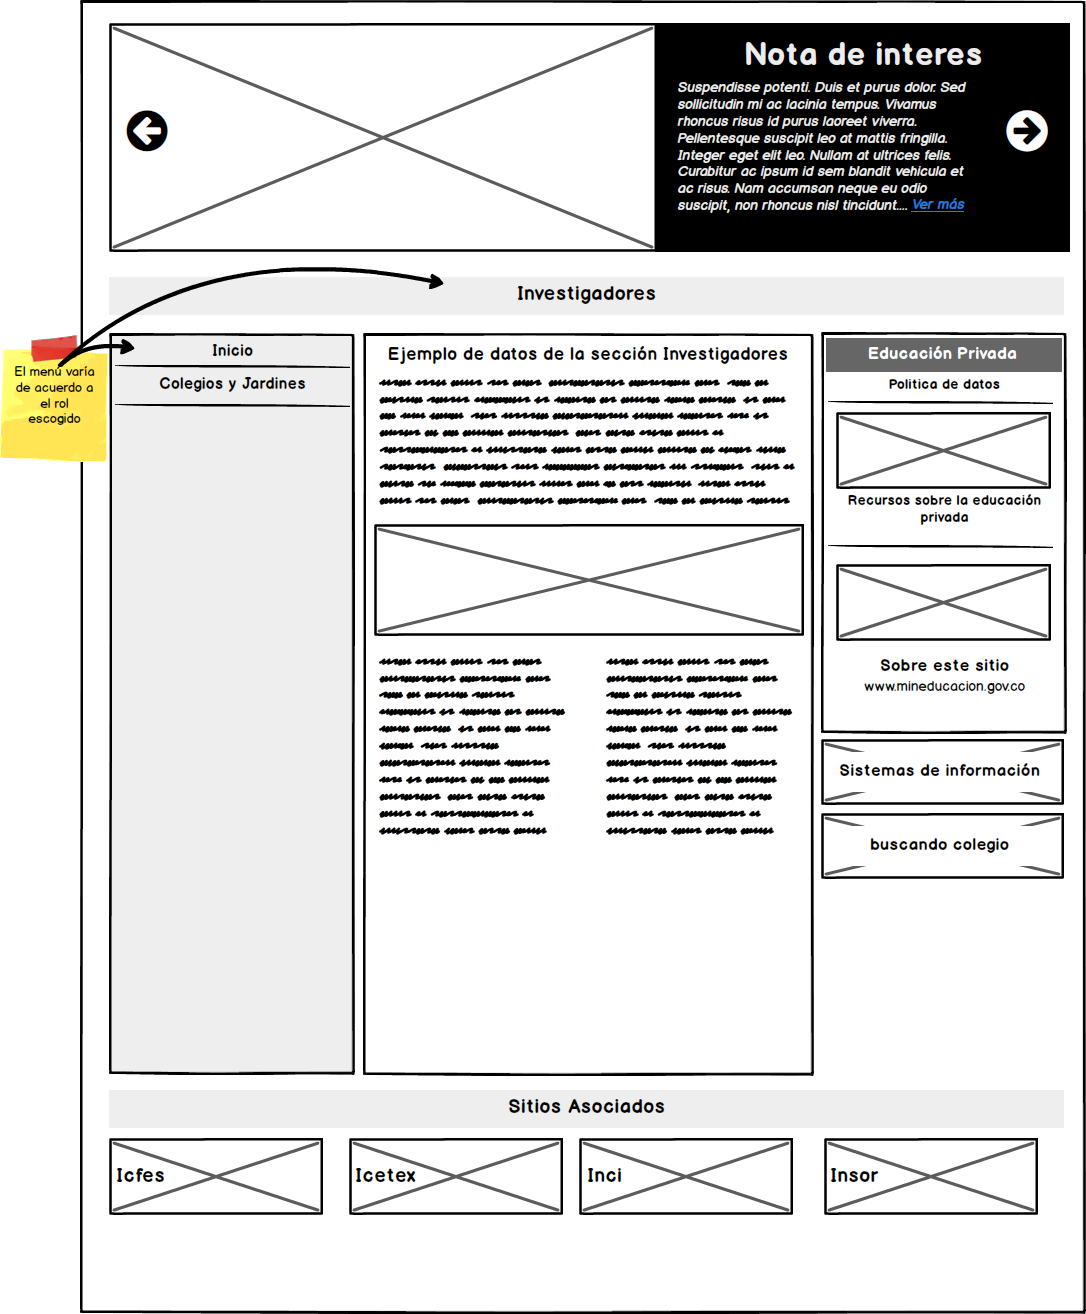 Nota de interes
Suspendisse potenti. Duis et purus dolor. Sed
sollicitudin mi ac lacinia tempus. Vivamus
rhoncus risus id purus laoreet viverra.
Pellentesque suscipit leo at mattis fringilla.
Integer eget elit leo. Nullam at ultrices felis.
Curabitur ac ipsum id sem blandit vehicula et
ac risus. Nam accumsan neque eu odio
suscipit, non rhoncus nisl tincidunt.... Ver más
Investigadores
El menú varía
de acuerdo a
el rol
escogido
Inicio
Colegios y Jardines
Ejemplo de datos de la sección Investigadores
Educación Privada
Politica de datos
Recursos sobre la educación
privada
Sobre este sitio
www.mineducacion.gov.co
Sistemas de información
buscando colegio
Sitios Asociados
Icfes
Icetex
Inci
Insor